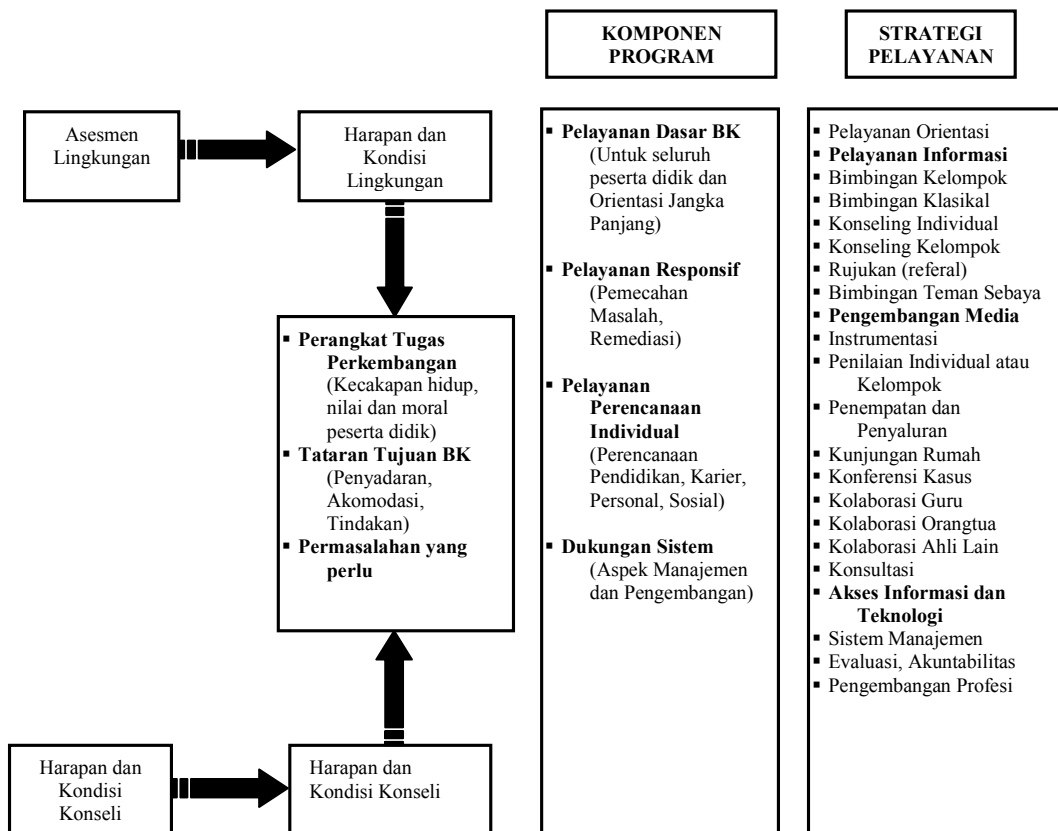 KOMPONEN
PROGRAM
STRATEGI
PELAYANAN
Asesmen
Lingkungan
Harapan dan
Kondisi
Lingkungan
▪ Perangkat Tugas
Perkembangan
(Kecakapan hidup,
nilai dan moral
peserta didik)
▪ Tataran Tujuan BK
(Penyadaran,
Akomodasi,
Tindakan)
▪ Permasalahan yang
perlu
Harapan dan
Kondisi
Konseli
Harapan dan
Kondisi Konseli
▪ Pelayanan Dasar BK
(Untuk seluruh
peserta didik dan
Orientasi Jangka
Panjang)
▪ Pelayanan Responsif
(Pemecahan
Masalah,
Remediasi)
▪ Pelayanan
Perencanaan
Individual
(Perencanaan
Pendidikan, Karier,
Personal, Sosial)
▪ Dukungan Sistem
(Aspek Manajemen
dan Pengembangan)
▪ Pelayanan Orientasi
▪ Pelayanan Informasi
▪ Bimbingan Kelompok
▪ Bimbingan Klasikal
▪ Konseling Individual
▪ Konseling Kelompok
▪ Rujukan (referal)
▪ Bimbingan Teman Sebaya
▪ Pengembangan Media
▪ Instrumentasi
▪ Penilaian Individual atau
Kelompok
▪ Penempatan dan
Penyaluran
▪ Kunjungan Rumah
▪ Konferensi Kasus
▪ Kolaborasi Guru
▪ Kolaborasi Orangtua
▪ Kolaborasi Ahli Lain
▪ Konsultasi
▪ Akses Informasi dan
Teknologi
▪ Sistem Manajemen
▪ Evaluasi, Akuntabilitas
▪ Pengembangan Profesi